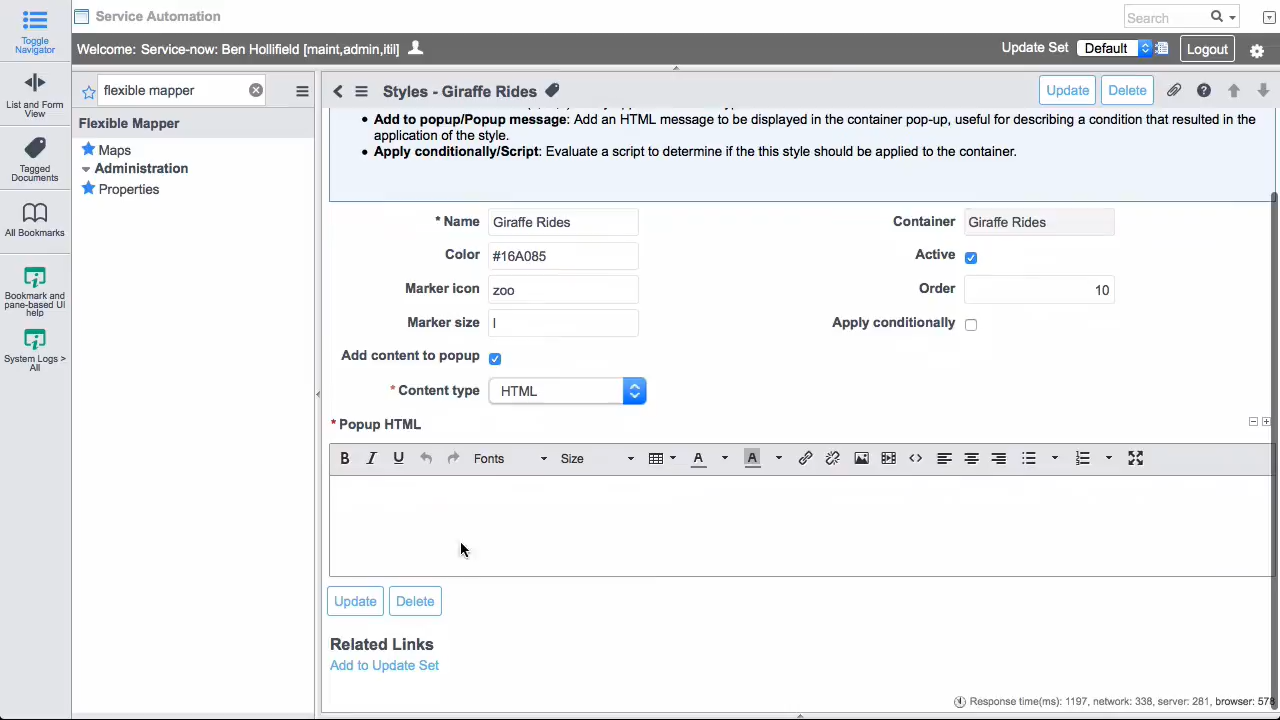 Toggle Navigator
Service Automation
Search
Welcome: Service-now: Ben Hollifield [maint,admin,itil]
Update Set
Default
Logout
List and Form View
flexible mapper
Styles - Giraffe Rides
Update
Delete
Flexible Mapper
Maps
Administration
Properties
Tagged Documents
All Bookmarks
Bookmark and pane-based UI help
System Logs > All
• Add to popup/Popup message: Add an HTML message to be displayed in the container pop-up, useful for describing a condition that resulted in the
application of the style.
• Apply conditionally/Script: Evaluate a script to determine if the this style should be applied to the container.
* Name Giraffe Rides
Container Giraffe Rides
Color #16A085
Active
Marker icon zoo
Order 10
Marker size l
Apply conditionally
Add content to popup
* Content type HTML
* Popup HTML
B I U Fonts Size A A
Update
Delete
Related Links
Add to Update Set
Response time(ms): 1197, network: 338, server: 281, browser: 578